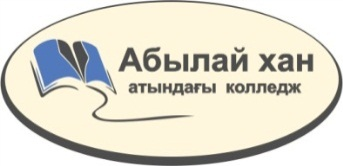 Абылай хан
атындағы колледж